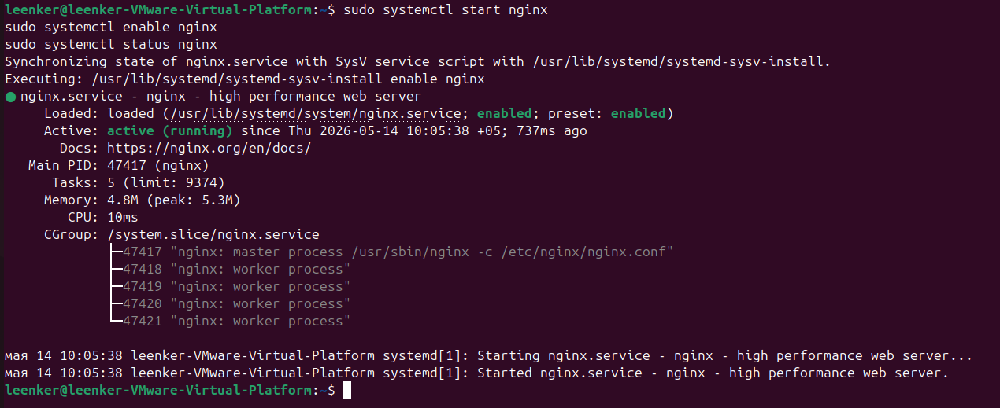 leenker@leenker-VMware-Virtual-Platform:~$ sudo systemctl start nginx
sudo systemctl enable nginx
sudo systemctl status nginx
Synchronizing state of nginx.service with SysV service script with /usr/lib/systemd/systemd-sysv-install.
Executing: /usr/lib/systemd/systemd-sysv-install enable nginx
● nginx.service - nginx - high performance web server
     Loaded: loaded (/usr/lib/systemd/system/nginx.service; enabled; preset: enabled)
     Active: active (running) since Thu 2026-05-14 10:05:38 +05; 737ms ago
       Docs: https://nginx.org/en/docs/
   Main PID: 47417 (nginx)
      Tasks: 5 (limit: 9374)
     Memory: 4.8M (peak: 5.3M)
        CPU: 10ms
     CGroup: /system.slice/nginx.service
             ├─47417 "nginx: master process /usr/sbin/nginx -c /etc/nginx/nginx.conf"
             ├─47418 "nginx: worker process"
             ├─47419 "nginx: worker process"
             ├─47420 "nginx: worker process"
             └─47421 "nginx: worker process"
мая 14 10:05:38 leenker-VMware-Virtual-Platform systemd[1]: Starting nginx.service - nginx - high performance web server...
мая 14 10:05:38 leenker-VMware-Virtual-Platform systemd[1]: Started nginx.service - nginx - high performance web server.
leenker@leenker-VMware-Virtual-Platform:~$